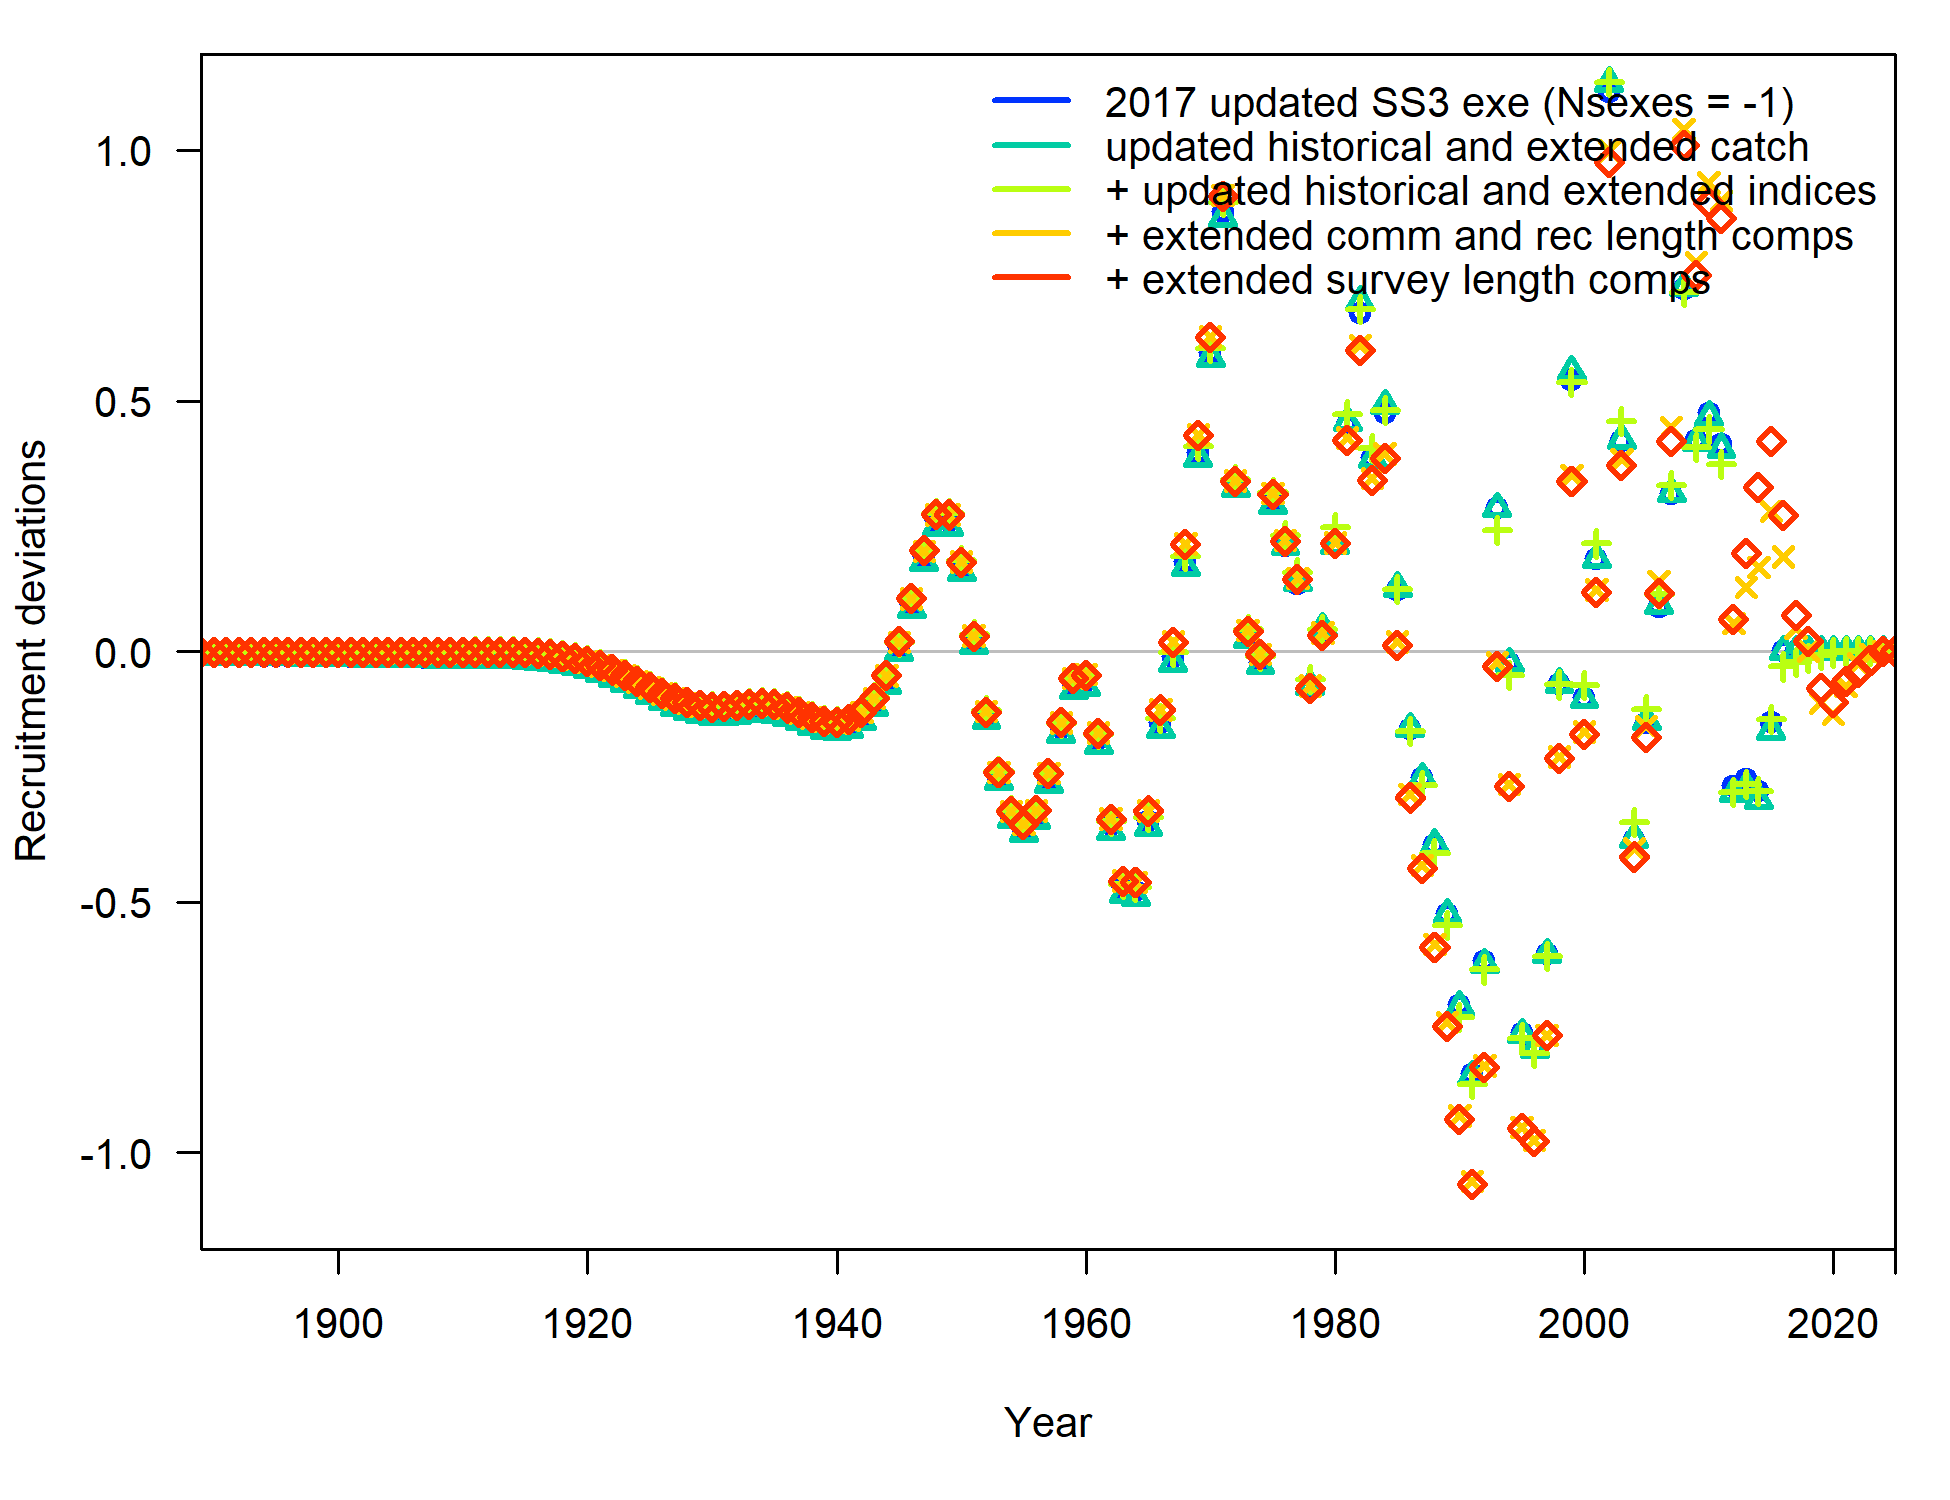 2017 updated SS3 exe (Nsexes = -1)
updated historical and extended catch
+ updated historical and extended indices
+ extended comm and rec length comps
+ extended survey length comps
1.0
0.5
0.0
-0.5
-1.0
Recruitment deviations
1900 1920 1940 1960 1980 2000 2020
Year